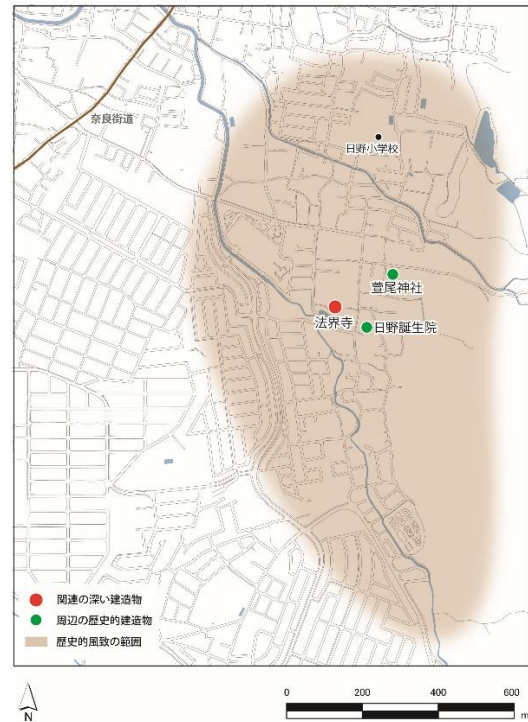 奈良街道
日野小学校
萱尾神社
法界寺
日野誕生院
関連の深い建造物
周辺の歴史的建造物
歴史的風致の範囲
N
0 200 400 600
m